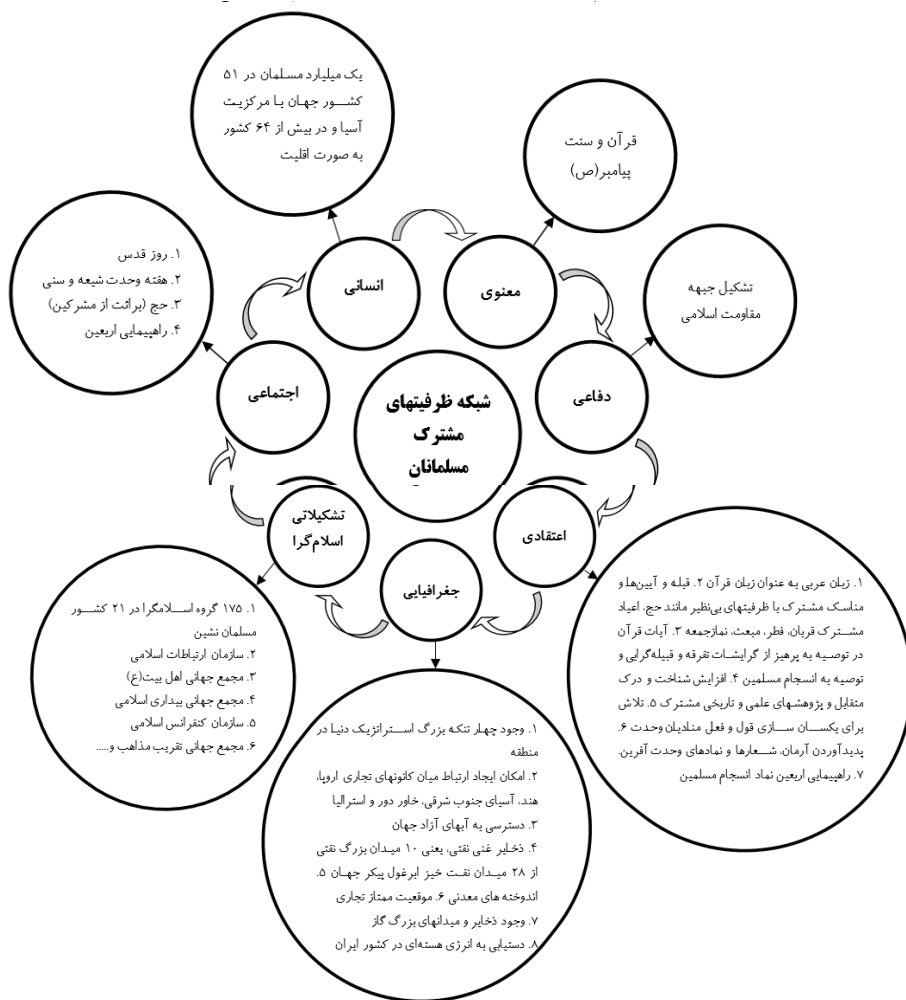 یک میلیارد مسلمان در ۵۱
کشور جهان با مرکزیت
آسیا و در بیش از ۶۴ کشور
به صورت اقلیت
قرآن و سنت
پیامبر(ص)
۱. روز قدس
۲. هفته وحدت شیعه و سنی
۳. حج (برائت از مشرکین)
۴. راهپیمایی اربعین
تشکیل جبهه
مقاومت اسلامی
انسانی
معنوی
اجتماعی
دفاعی
شبکه ظرفیتهای
مشترک
مسلمانان
تشکیلاتی
اسلام‌گرا
اعتقادی
جغرافیایی
۱. ۱۷۵ گروه اسلامگرا در ۲۱ کشور
مسلمان نشین
۲. سازمان ارتباطات اسلامی
۳. مجمع جهانی اهل بیت(ع)
۴. مجمع جهانی بیداری اسلامی
۵. سازمان کنفرانس اسلامی
۶. مجمع جهانی تقریب مذاهب و.....
۱. زبان عربی به عنوان زبان قرآن ۲. قبله و آیین‌ها و
مناسک مشترک با ظرفیتهای بی‌نظیر مانند حج، اعیاد
مشترک قربان، فطر، مبعث، نمازجمعه ۳. آیات قرآن
در توصیه به پرهیز از گرایشات تفرقه و قبیله‌گرایی و
توصیه به انسجام مسلمین ۴. افزایش شناخت و درک
متقابل و پژوهشهای علمی و تاریخی مشترک ۵. تلاش
برای یکسان سازی قول و فعل منادیان وحدت ۶.
پدیدآوردن آرمان، شعارها و نمادهای وحدت آفرین.
۷. راهپیمایی اربعین نماد انسجام مسلمین
۱. وجود چهار تنکه بزرگ استراتژیک دنیا در
منطقه
۲. امکان ایجاد ارتباط میان کانونهای تجاری اروپا،
هند، آسیای جنوب شرقی، خاور دور و استرالیا
۳. دسترسی به آبهای آزاد جهان
۴. ذخایر غنی نفتی، یعنی ۱۰ میدان بزرگ نفتی
از ۲۸ میدان نفت خیز ابرغول پیکر جهان ۵.
اندوخته های معدنی ۶. موقعیت ممتاز تجاری
۷. وجود ذخایر و میدانهای بزرگ گاز
۸. دستیابی به انرژی هسته‌ای در کشور ایران